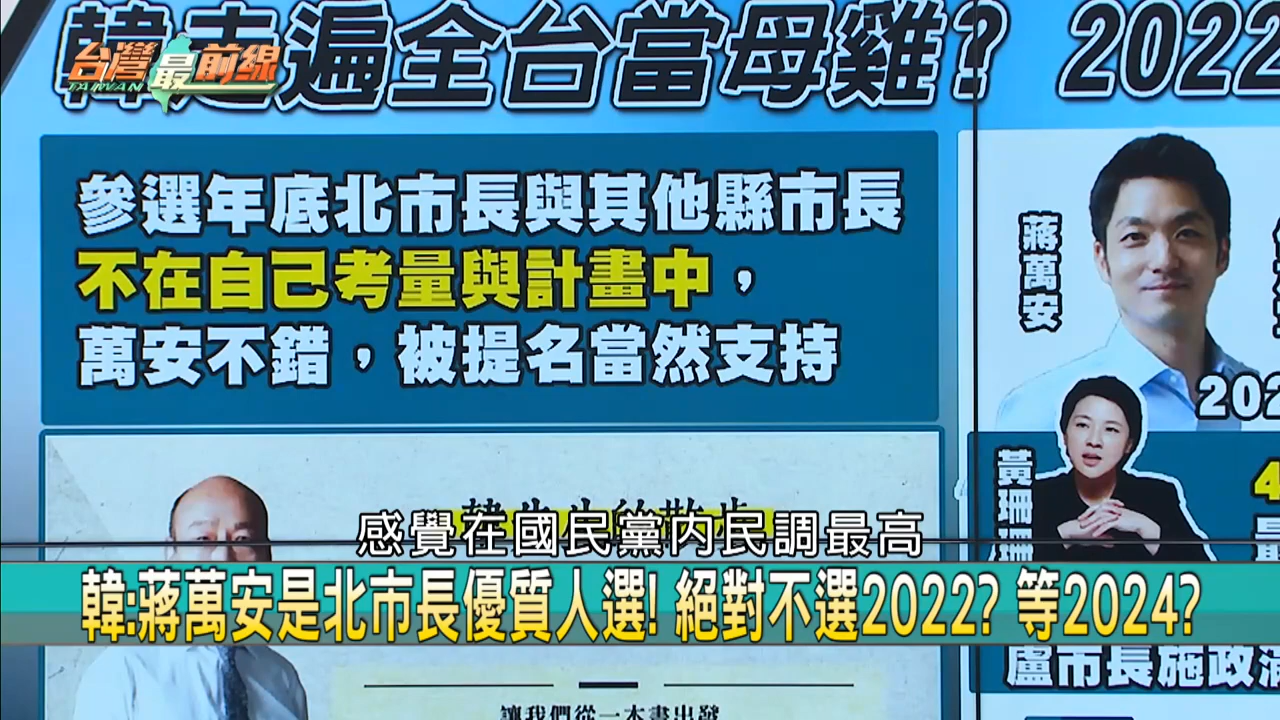 韓走遍全台當母雞? 2022
台灣最前線
TAIWAN
參選年底北市長與其他縣市長
不在自己考量與計畫中，
萬安不錯，被提名當然支持
蔣萬安
202
黃珊珊
4
感覺在國民黨內民調最高
韓:蔣萬安是北市長優質人選! 絕對不選2022? 等2024?
盧市長施政
讓我們從一本書出發